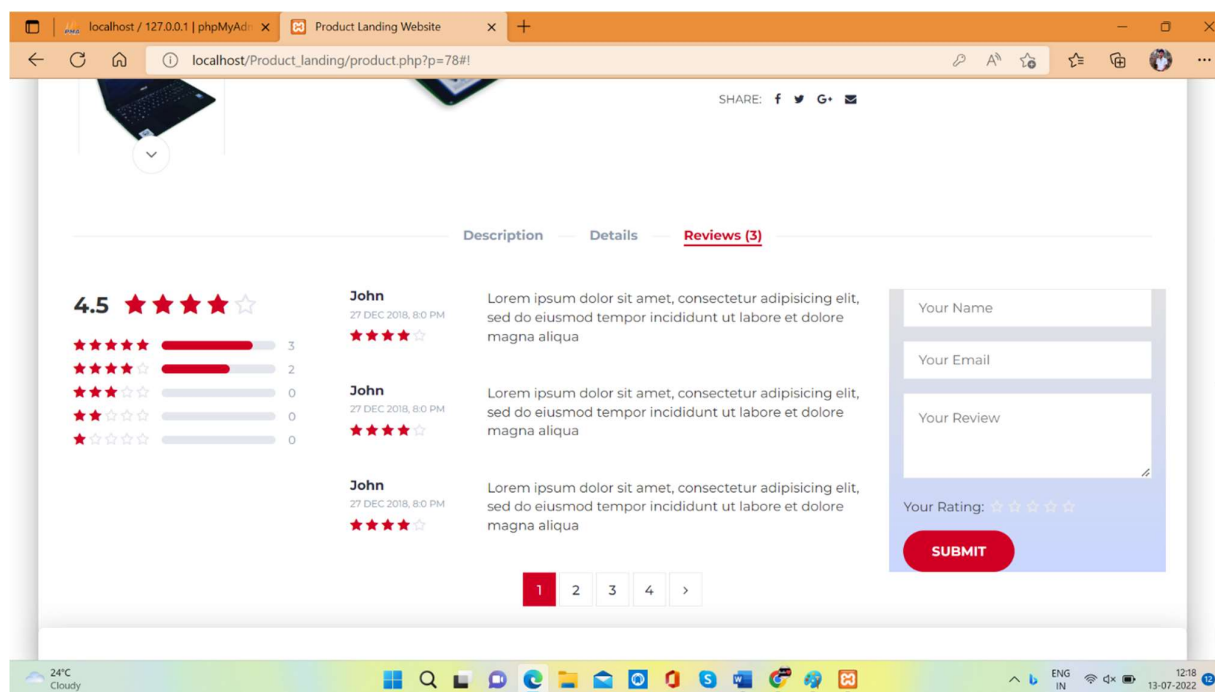 localhost / 127.0.0.1 | phpMyAdm
Product Landing Website
localhost/Product_landing/product.php?p=78#!
SHARE:
Description
Details
Reviews (3)
4.5
3
2
0
0
0
John
27 DEC 2018, 8:0 PM
Lorem ipsum dolor sit amet, consectetur adipisicing elit,
sed do eiusmod tempor incididunt ut labore et dolore
magna aliqua
John
27 DEC 2018, 8:0 PM
Lorem ipsum dolor sit amet, consectetur adipisicing elit,
sed do eiusmod tempor incididunt ut labore et dolore
magna aliqua
John
27 DEC 2018, 8:0 PM
Lorem ipsum dolor sit amet, consectetur adipisicing elit,
sed do eiusmod tempor incididunt ut labore et dolore
magna aliqua
1 2 3 4 >
Your Name
Your Email
Your Review
Your Rating:
SUBMIT
24°C
Cloudy
ENG
IN
12:18
13-07-2022
12